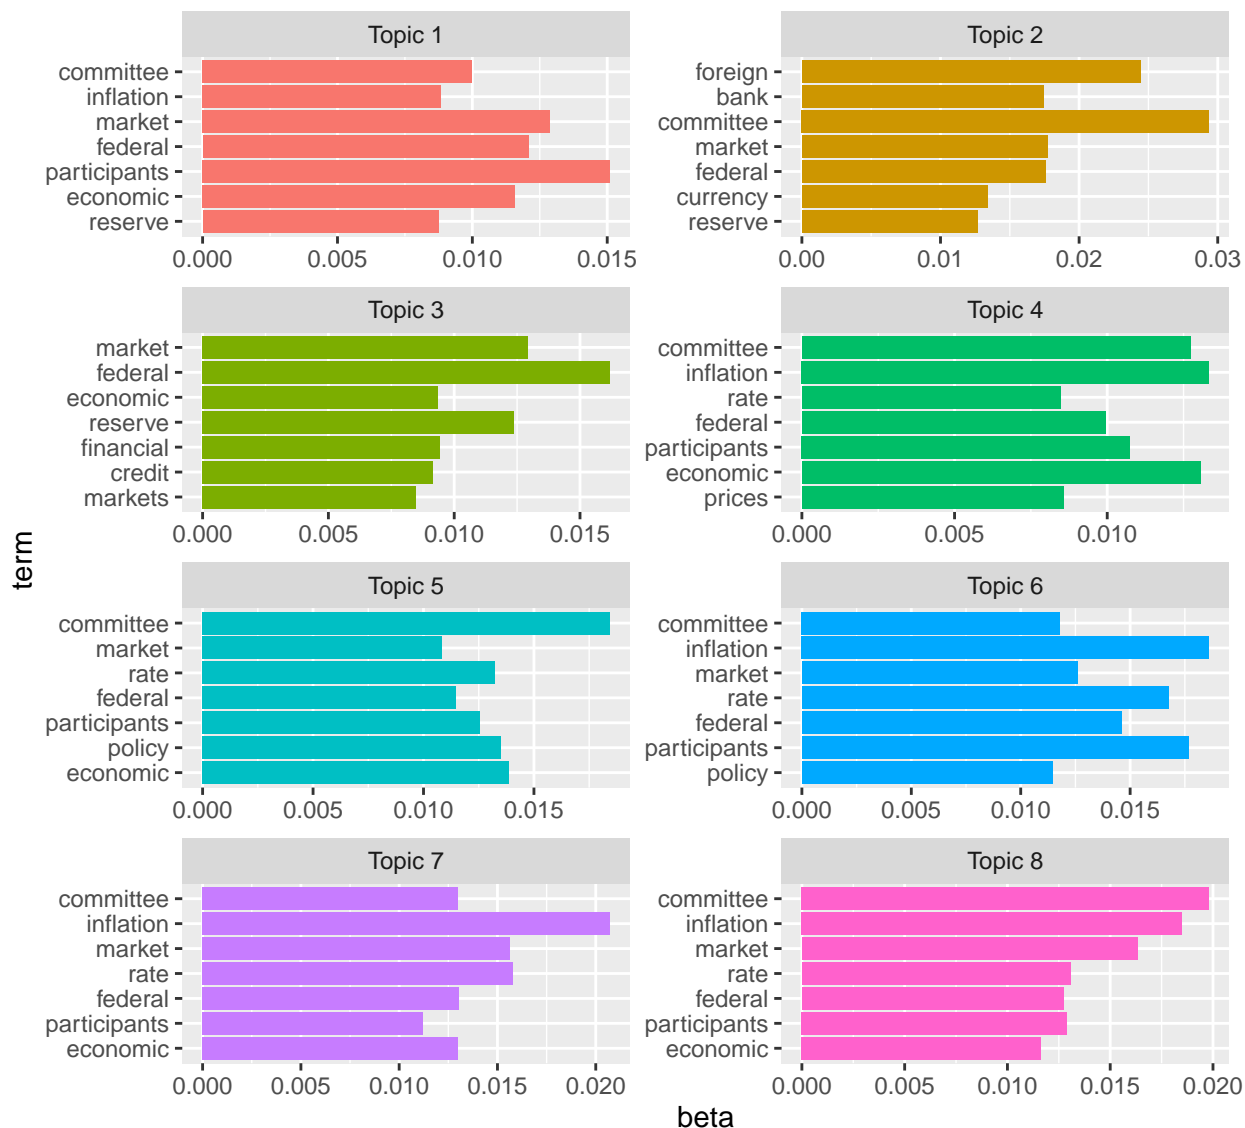 Topic 1
committee
inflation
market
federal
participants
economic
reserve
0.000 0.005 0.010 0.015
Topic 2
foreign
bank
committee
market
federal
currency
reserve
0.00 0.01 0.02 0.03
Topic 3
market
federal
economic
reserve
financial
credit
markets
0.000 0.005 0.010 0.015
Topic 4
committee
inflation
rate
federal
participants
economic
prices
0.000 0.005 0.010
term
Topic 5
committee
market
rate
federal
participants
policy
economic
0.000 0.005 0.010 0.015
Topic 6
committee
inflation
market
rate
federal
participants
policy
0.000 0.005 0.010 0.015
Topic 7
committee
inflation
market
rate
federal
participants
economic
0.000 0.005 0.010 0.015 0.020
Topic 8
committee
inflation
market
rate
federal
participants
economic
0.000 0.005 0.010 0.015 0.020
beta